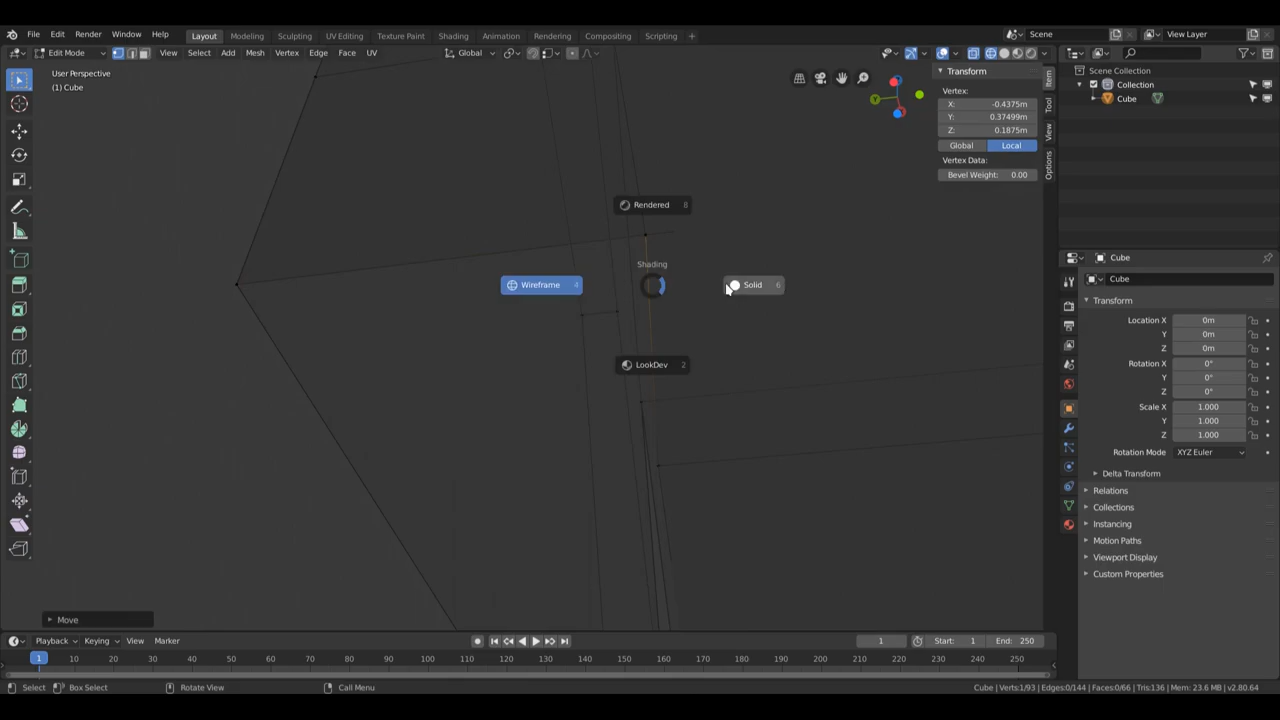 File Edit Render Window Help Layout Modeling Sculpting UV Editing Texture Paint Shading Animation Rendering Compositing Scripting + Scene View Layer
Edit Mode View Select Add Mesh Vertex Edge Face UV Global
User Perspective
(1) Cube
Transform
Vertex:
X: -0.4375m
Y: 0.37499m
Z: 0.1875m
Global Local
Vertex Data:
Bevel Weight: 0.00
Item
Tool
View
Options
Y
Rendered 8
Shading
Wireframe 4
Solid 6
LookDev 2
Scene Collection
Collection
Cube
Cube
Cube
Transform
Location X 0m
Y 0m
Z 0m
Rotation X 0°
Y 0°
Z 0°
Scale X 1.000
Y 1.000
Z 1.000
Rotation Mode XYZ Euler
Delta Transform
Relations
Collections
Instancing
Motion Paths
Viewport Display
Custom Properties
Move
Playback Keying View Marker 1 Start: 1 End: 250
1 10 20 30 40 50 60 70 80 90 100 110 120 130 140 150 160 170 180 190 200 210 220 230 240 250
Select Box Select Rotate View Call Menu Cube | Verts:1/93 | Edges:0/144 | Faces:0/66 | Tris:136 | Mem: 23.6 MB | v2.80.64